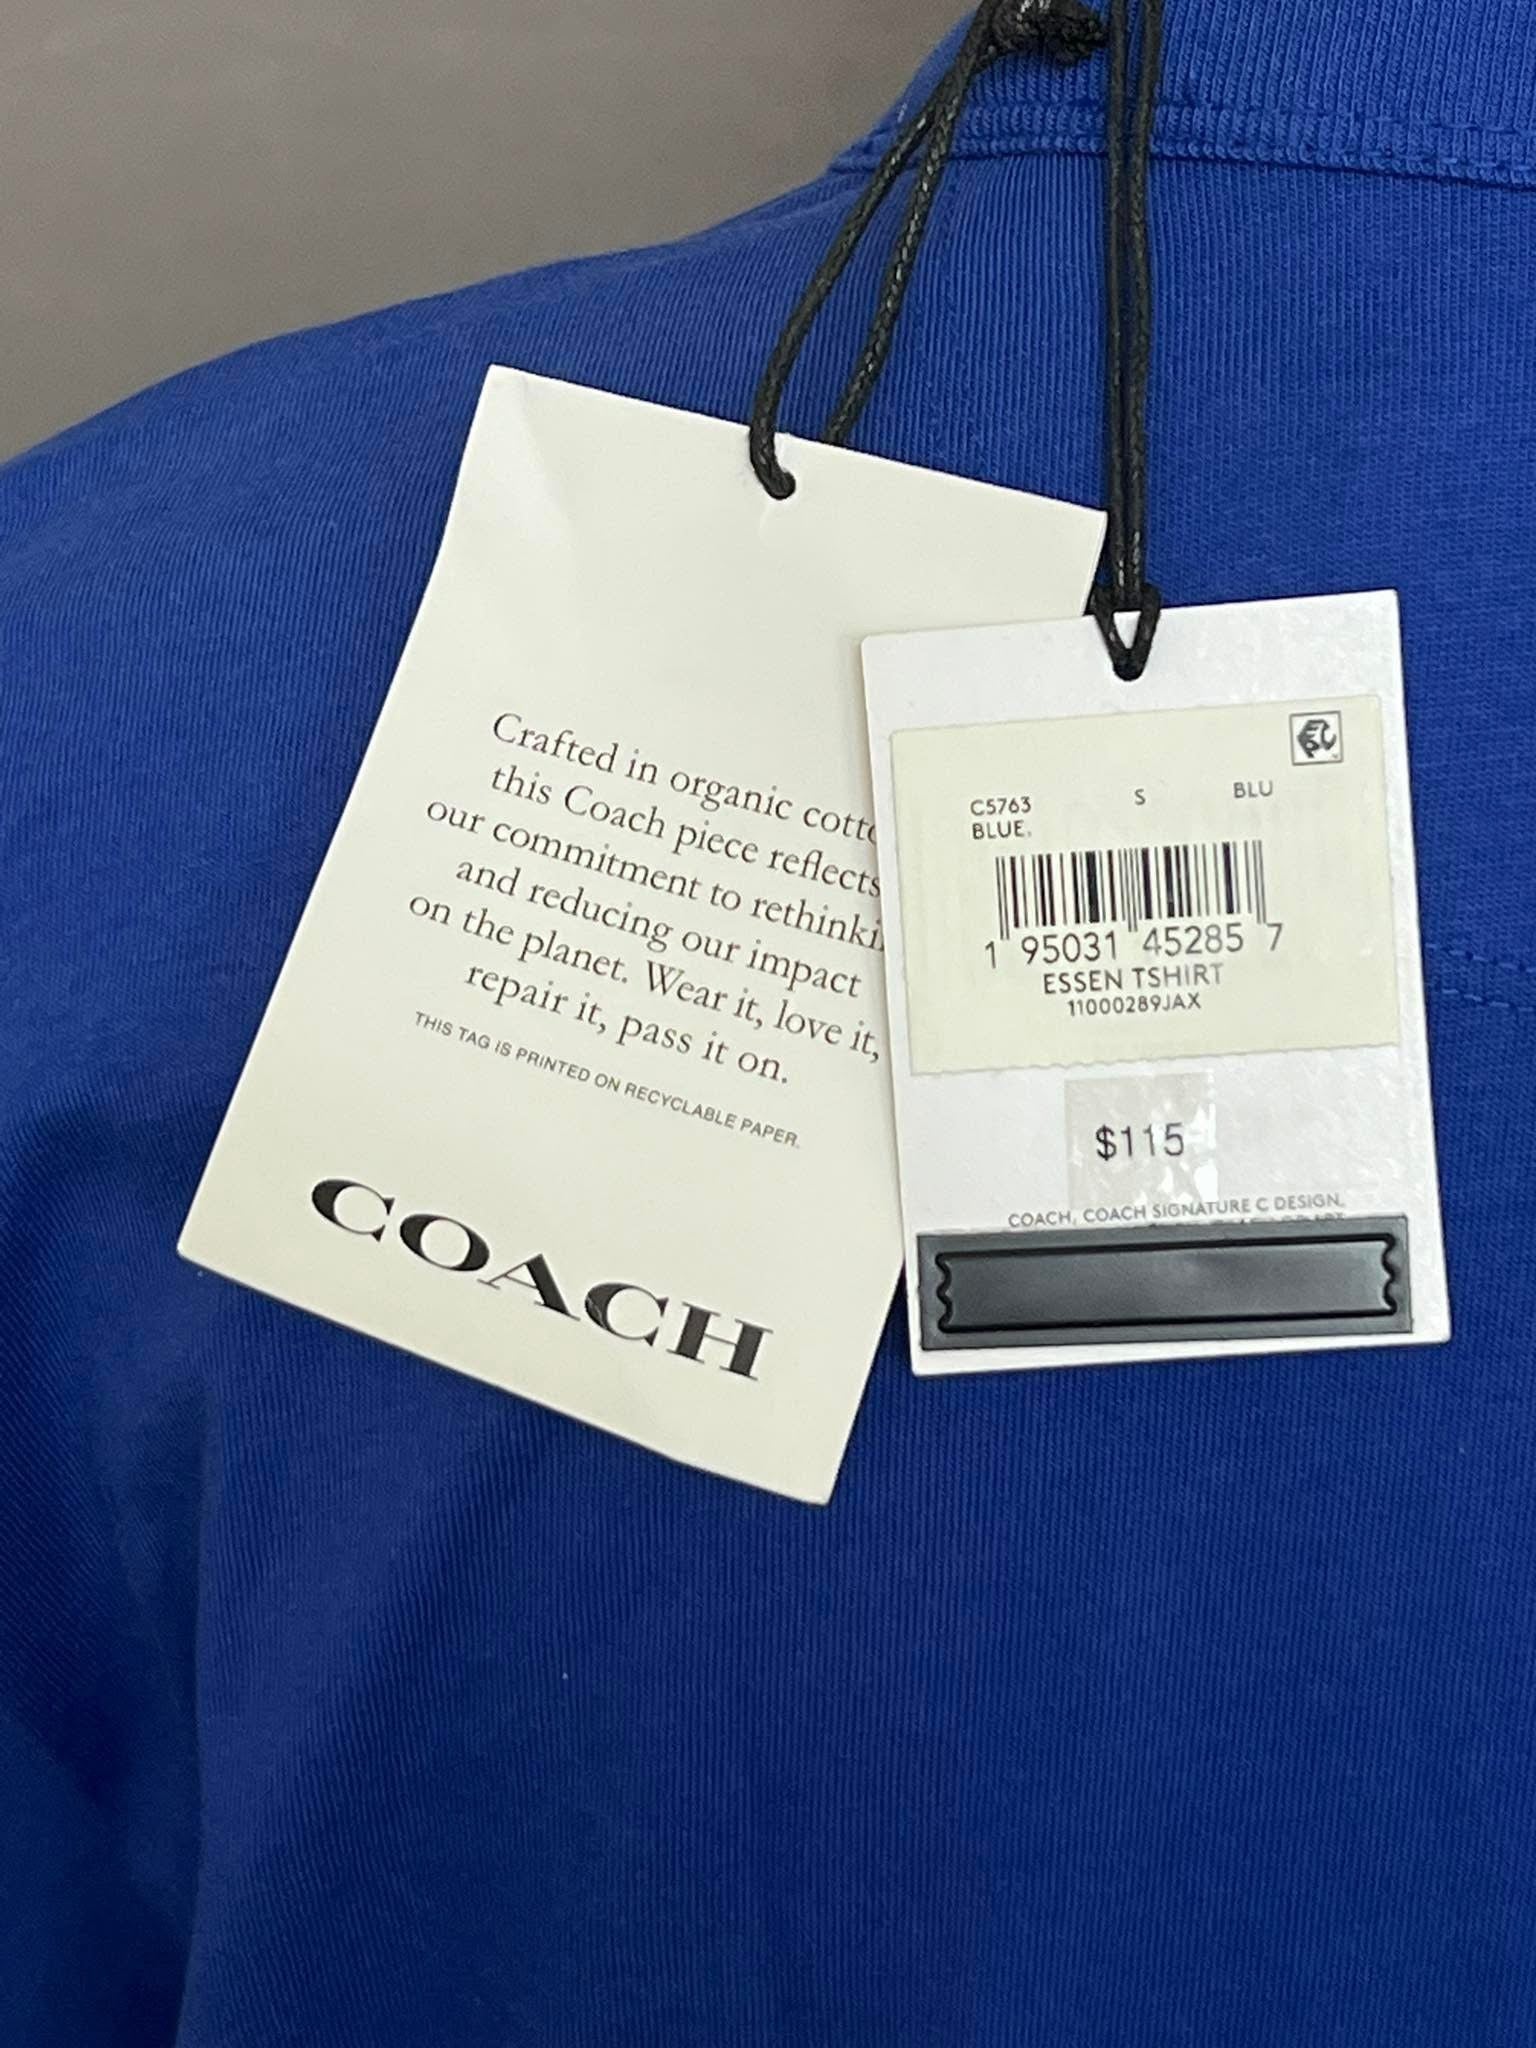 Crafted in organic
this Coach piece reflects
our commitment to
and reducing our impact
on the planet. Wear it, love it,
repair it, pass it on.
THIS TAG IS PRINTED ON RECYCLABLE PAPER.
COACH
C5763 S BLU
BLUE,
1 95031 45285 7
ESSEN TSHIRT
11000289JAX
$115
COACH, COACH SIGNATURE C DESIGN,